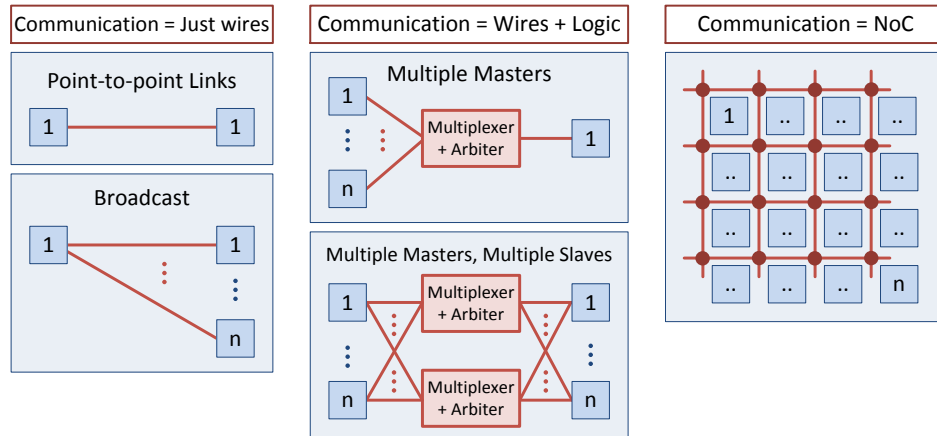 Communication = Just wires
Point-to-point Links
1
1
Broadcast
1
1
n
Communication = Wires + Logic
Multiple Masters
1
n
Multiplexer
+ Arbiter
1
Multiple Masters, Multiple Slaves
1
Multiplexer
+ Arbiter
1
n
Multiplexer
+ Arbiter
n
Communication = NoC
1 .. .. ..
.. .. .. ..
.. .. .. ..
.. .. .. n